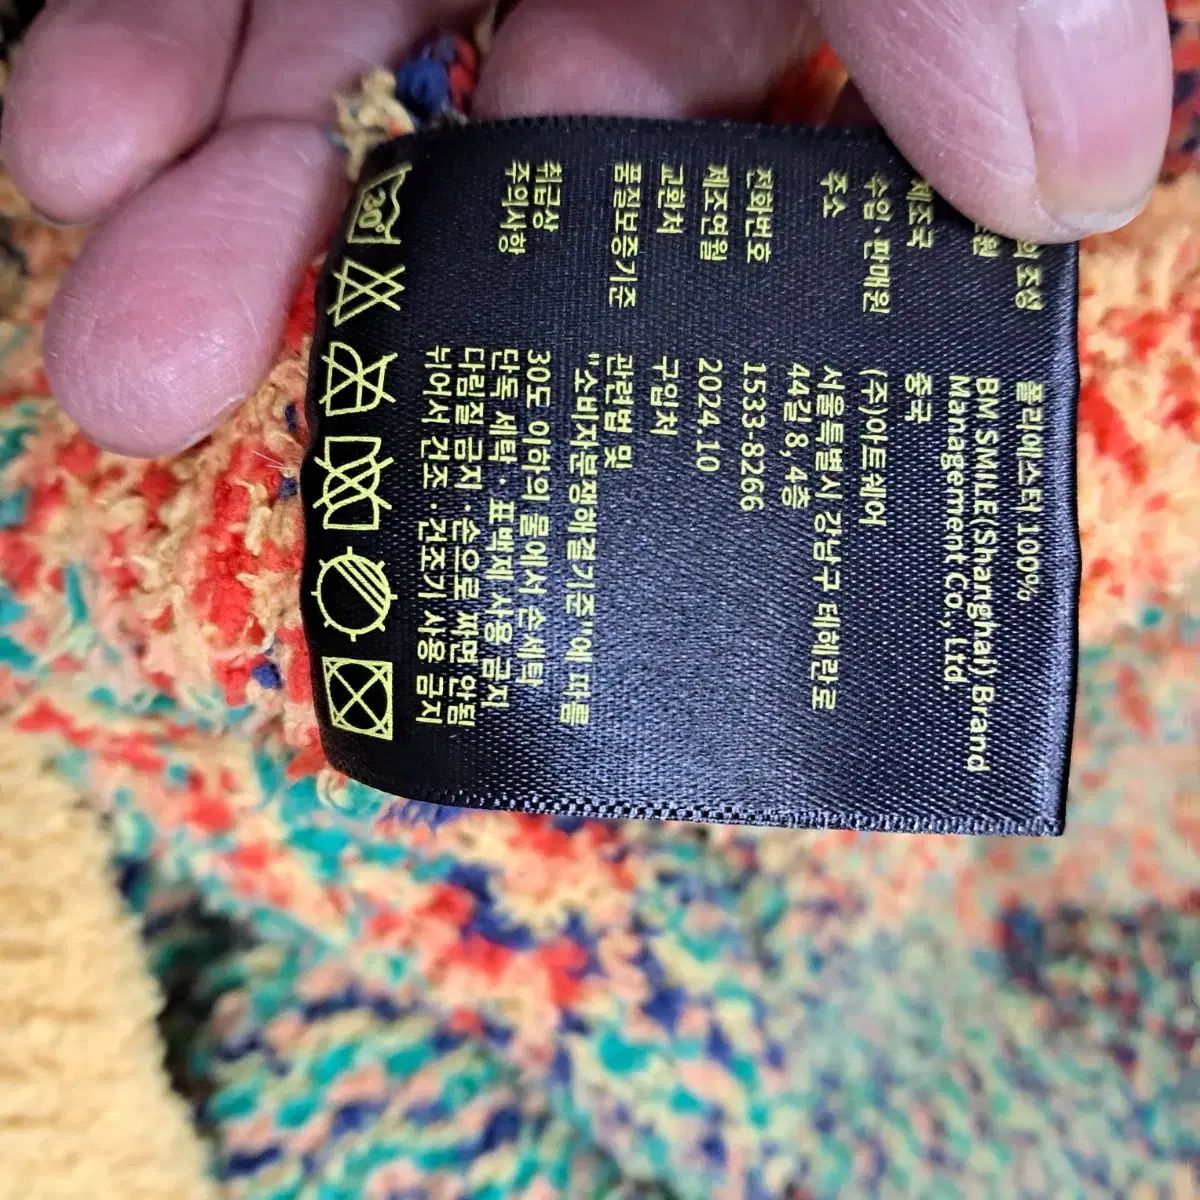 의 조성 폴리에스터 100%
원 BM SMILE(Shanghai) Brand
Management Co., Ltd.
제조국 중국
수입·판매원 (주)아트쉐어
주소 서울특별시 강남구 테헤란로
44길 8, 4층
전화번호 1533-8266
제조연월 2024.10
교환처 구입처
품질보증기준 관련법 및
"소비자분쟁해결기준"에 따름
취급상 30도 이하의 물에서 손세탁
주의사항 단독 세탁 · 표백제 사용 금지
다림질 금지 · 손으로 짜면 안됨
뉘어서 건조 · 건조기 사용 금지
30